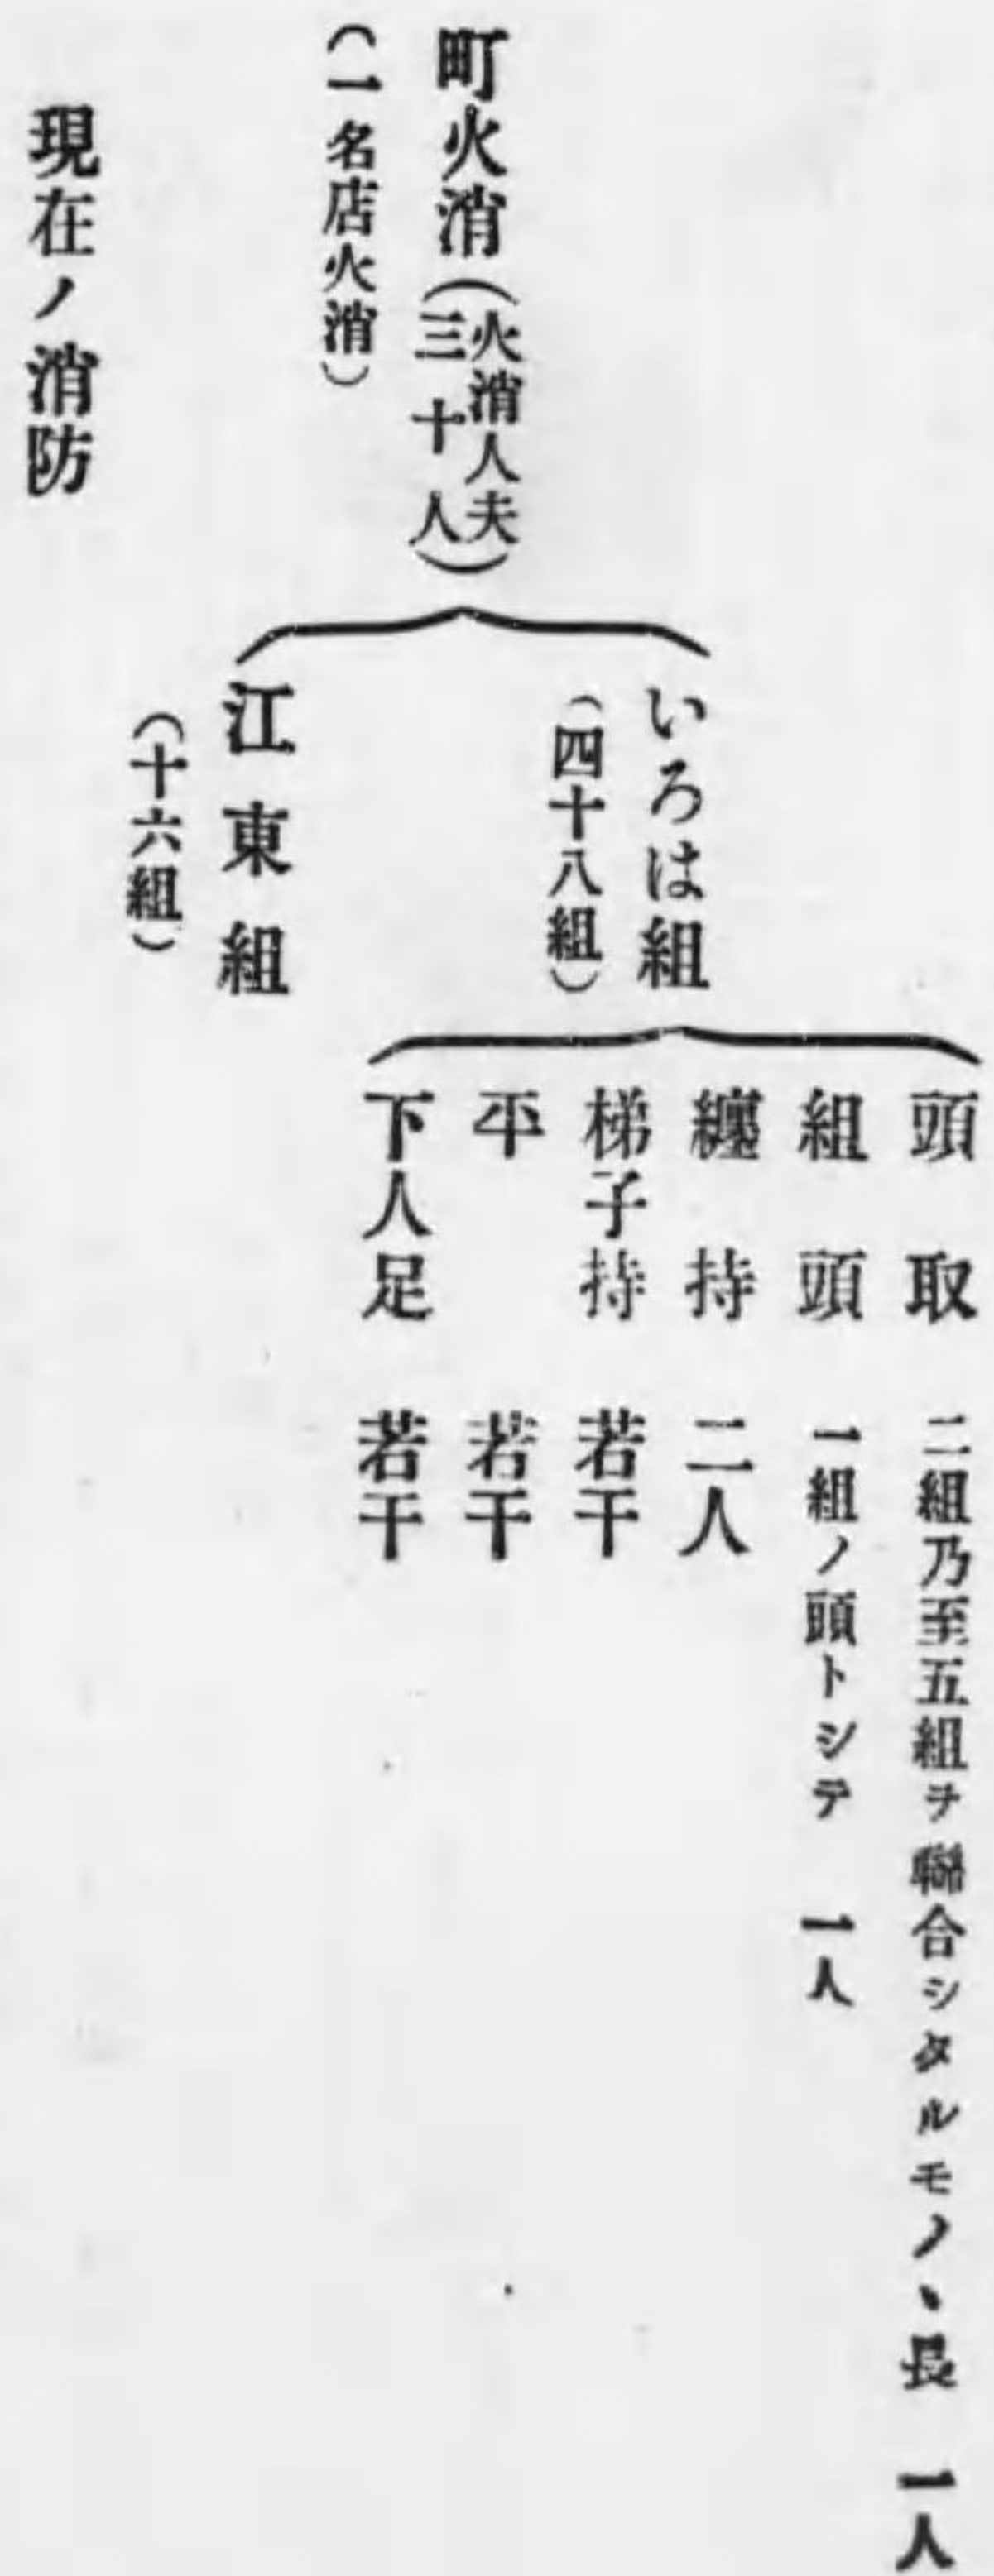 町火消(火消人夫三十人)
(一名店火消)
いろは組
(四十八組)
頭取 二組乃至五組ヲ聯合シタルモノヽ長 一人
組頭 一組ノ頭トシテ 一人
纏持 二人
梯子持 若干
平 若干
下人足 若干
江東組
(十六組)
現在ノ消防